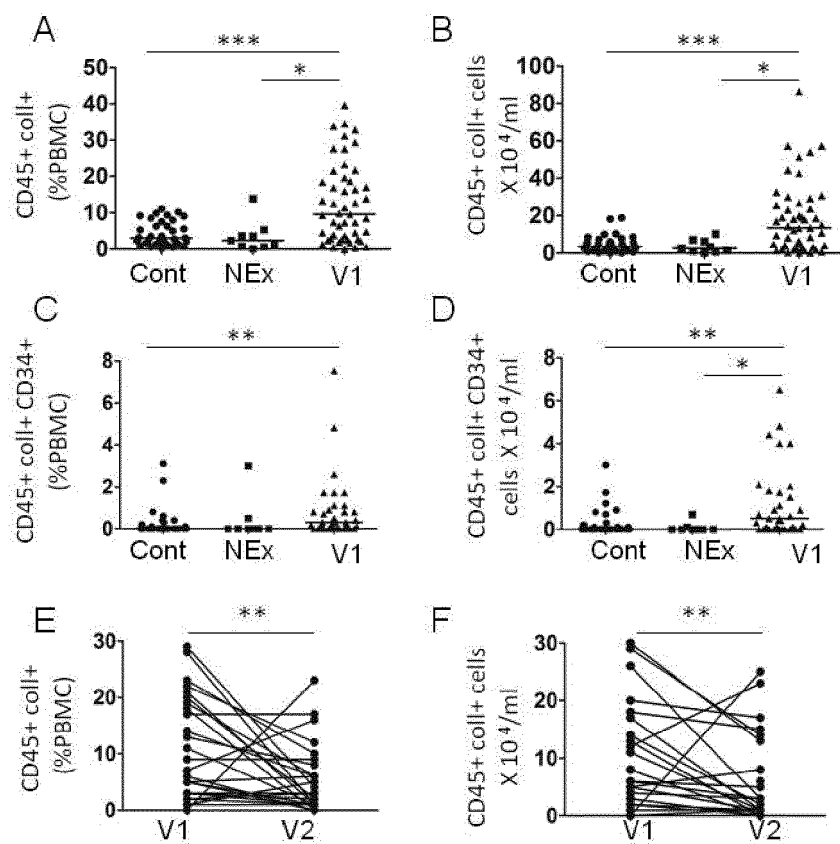 A
***
*
CD45+ coll+
(%PBMC)
50
40
30
20
10
0
Cont NEx V1
B
***
*
CD45+ coll+ cells
X 10⁴/ml
100
80
60
40
20
0
Cont NEx V1
C
**
CD45+ coll+ CD34+
(%PBMC)
8
6
4
2
0
Cont NEx V1
D
**
*
CD45+ coll+ CD34+
cells X 10⁴/ml
8
6
4
2
0
Cont NEx V1
E
**
CD45+ coll+
(%PBMC)
30
20
10
0
V1 V2
F
**
CD45+ coll+ cells
X 10⁴/ml
30
20
10
0
V1 V2